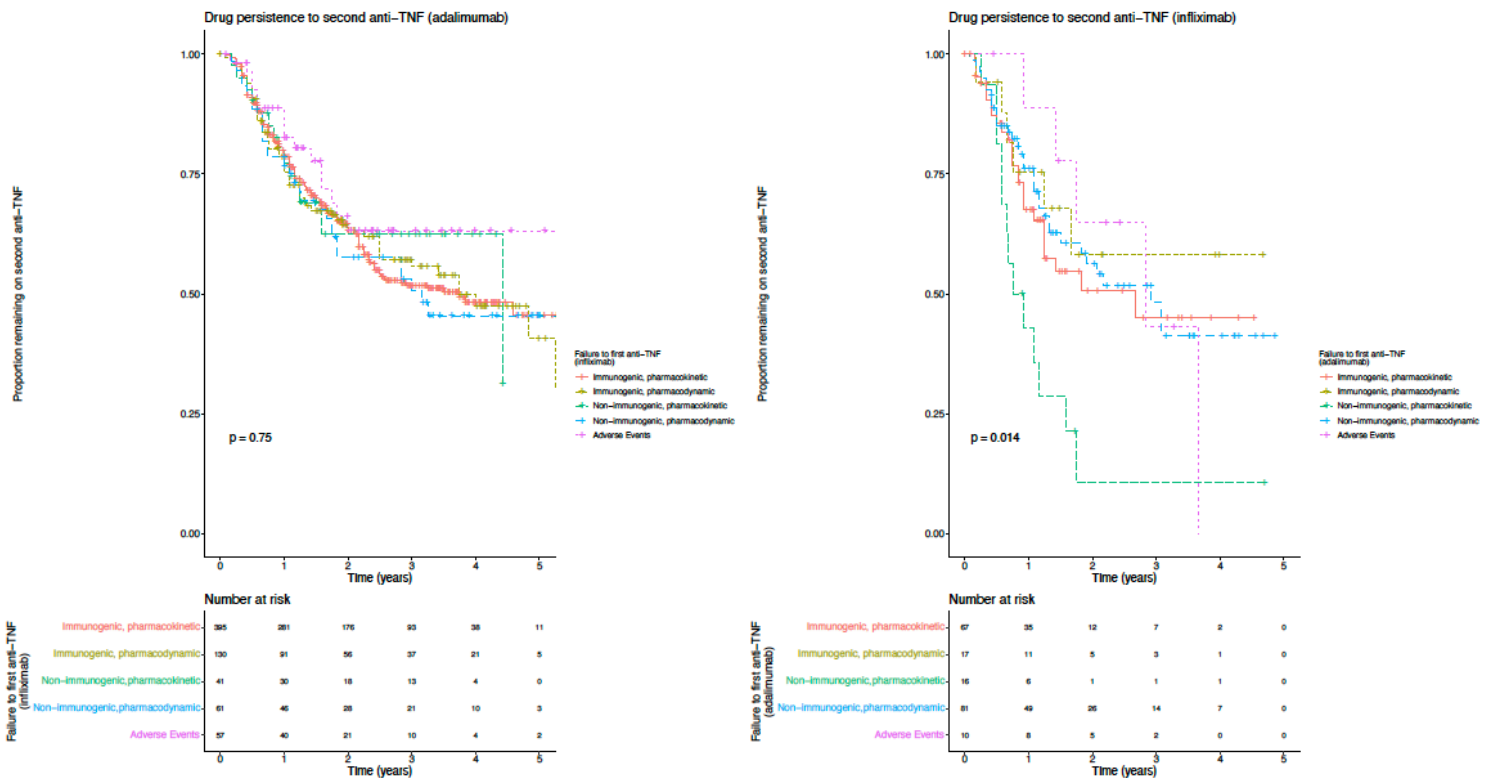 Drug persistence to second anti−TNF (adalimumab)
Proportion remaining on second anti−TNF
1.00
0.75
0.50
0.25
0.00
p = 0.75
0 1 2 3 4 5
Time (years)
Failure to first anti−TNF
(infliximab)
Immunogenic, pharmacokinetic
Immunogenic, pharmacodynamic
Non−immunogenic, pharmacokinetic
Non−immunogenic, pharmacodynamic
Adverse Events
Number at risk
Failure to first anti−TNF
(infliximab)
Immunogenic, pharmacokinetic 395 281 176 93 38 11
Immunogenic, pharmacodynamic 130 91 56 37 21 5
Non−immunogenic,pharmacokinetic 41 30 18 13 4 0
Non−immunogenic,pharmacodynamic 61 46 28 21 10 3
Adverse Events 57 40 21 10 4 2
0 1 2 3 4 5
Time (years)
Drug persistence to second anti−TNF (infliximab)
Proportion remaining on second anti−TNF
1.00
0.75
0.50
0.25
0.00
p = 0.014
0 1 2 3 4 5
Time (years)
Failure to first anti−TNF
(adalimumab)
Immunogenic, pharmacokinetic
Immunogenic, pharmacodynamic
Non−immunogenic, pharmacokinetic
Non−immunogenic, pharmacodynamic
Adverse Events
Number at risk
Failure to first anti−TNF
(adalimumab)
Immunogenic, pharmacokinetic 67 35 12 7 2 0
Immunogenic, pharmacodynamic 17 11 5 3 1 0
Non−immunogenic,pharmacokinetic 16 6 1 1 1 0
Non−immunogenic,pharmacodynamic 81 49 26 14 7 0
Adverse Events 10 8 5 2 0 0
0 1 2 3 4 5
Time (years)